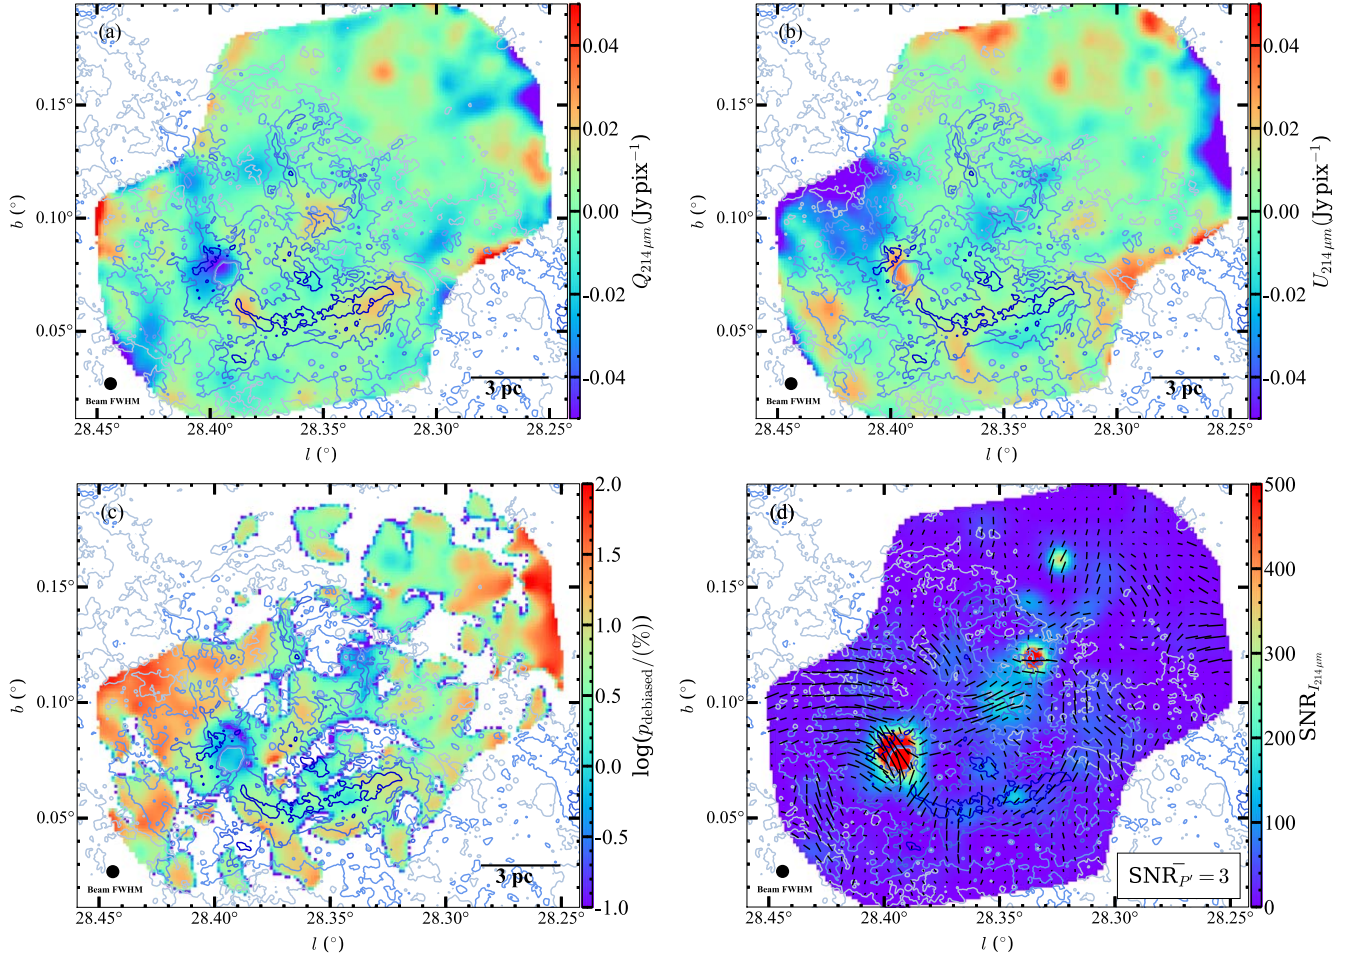 (a)
0.15°
0.10°
0.05°
b (°)
28.45°
28.40°
28.35°
28.30°
28.25°
l (°)
Beam FWHM
3 pc
0.04
0.02
0.00
-0.02
-0.04
Q214 μm(Jy pix−1)
(b)
0.15°
0.10°
0.05°
b (°)
28.45°
28.40°
28.35°
28.30°
28.25°
l (°)
Beam FWHM
3 pc
0.04
0.02
0.00
-0.02
-0.04
U214 μm(Jy pix−1)
(c)
0.15°
0.10°
0.05°
b (°)
28.45°
28.40°
28.35°
28.30°
28.25°
l (°)
Beam FWHM
3 pc
2.0
1.5
1.0
0.5
0.0
-0.5
-1.0
log(pdebiased/(%))
(d)
0.15°
0.10°
0.05°
b (°)
28.45°
28.40°
28.35°
28.30°
28.25°
l (°)
Beam FWHM
SNRP′ = 3
500
400
300
200
100
0
SNRI214 μm